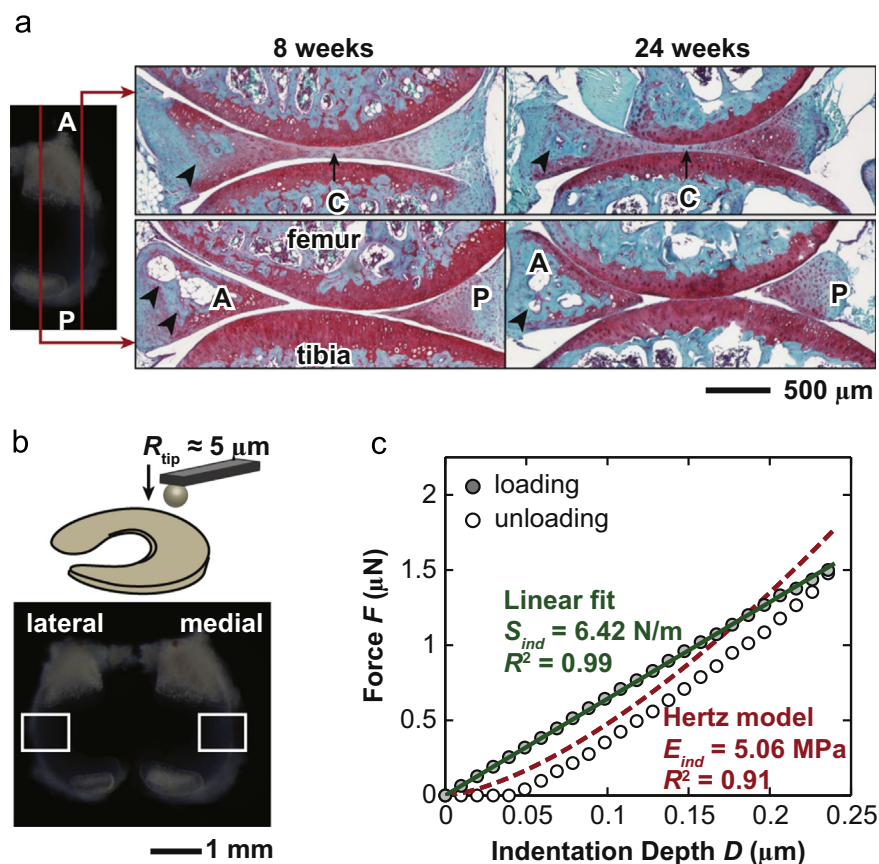 a
8 weeks
24 weeks
A
P
C
C
femur
A
P
tibia
A
P
500 μm
b
R_tip ≈ 5 μm
lateral
medial
1 mm
c
2
1.5
1
0.5
0
0
0.05
0.1
0.15
0.2
0.25
Force F (μN)
Indentation Depth D (μm)
loading
unloading
Linear fit
S_ind = 6.42 N/m
R² = 0.99
Hertz model
E_ind = 5.06 MPa
R² = 0.91